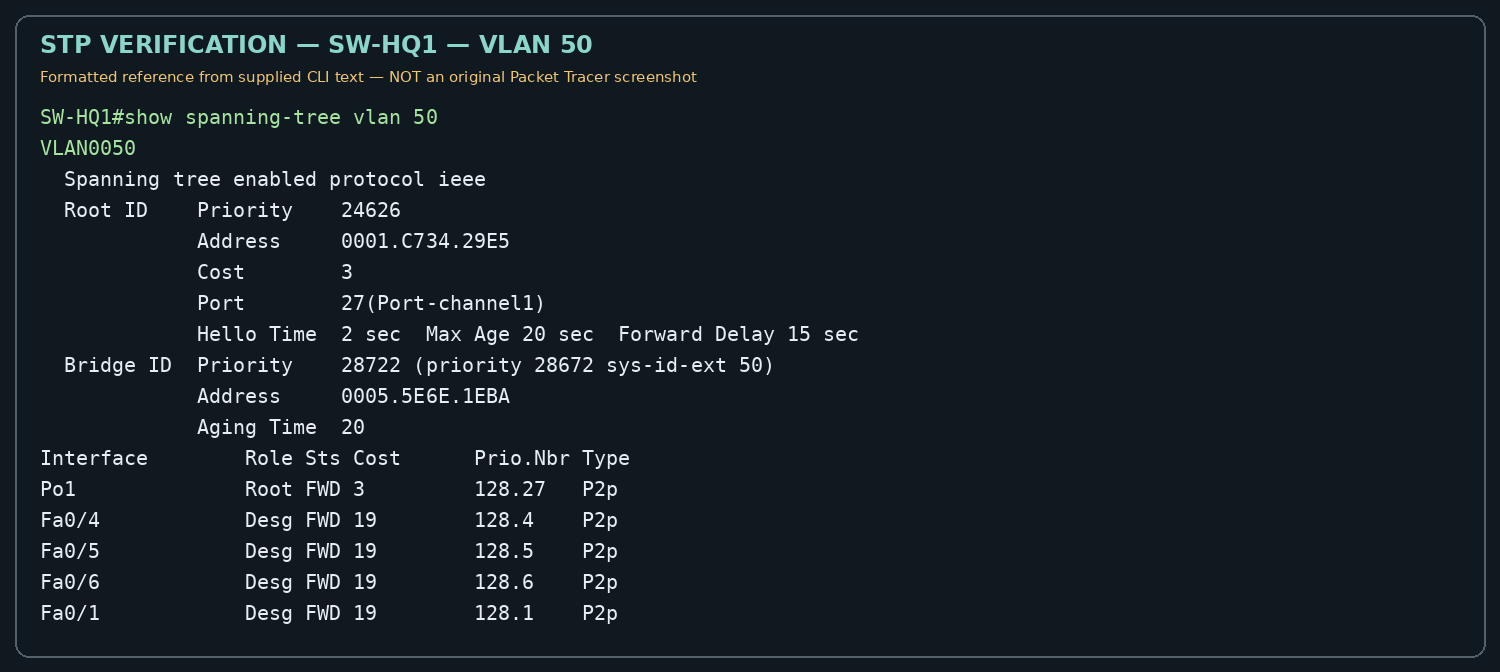 STP VERIFICATION — SW-HQ1 — VLAN 50
Formatted reference from supplied CLI text — NOT an original Packet Tracer screenshot
SW-HQ1#show spanning-tree vlan 50
VLAN0050
  Spanning tree enabled protocol ieee
  Root ID    Priority    24626
             Address     0001.C734.29E5
             Cost        3
             Port        27(Port-channel1)
             Hello Time  2 sec  Max Age 20 sec  Forward Delay 15 sec
  Bridge ID  Priority    28722 (priority 28672 sys-id-ext 50)
             Address     0005.5E6E.1EBA
             Aging Time  20
Interface        Role Sts Cost      Prio.Nbr Type
Po1              Root FWD 3         128.27   P2p
Fa0/4            Desg FWD 19        128.4    P2p
Fa0/5            Desg FWD 19        128.5    P2p
Fa0/6            Desg FWD 19        128.6    P2p
Fa0/1            Desg FWD 19        128.1    P2p